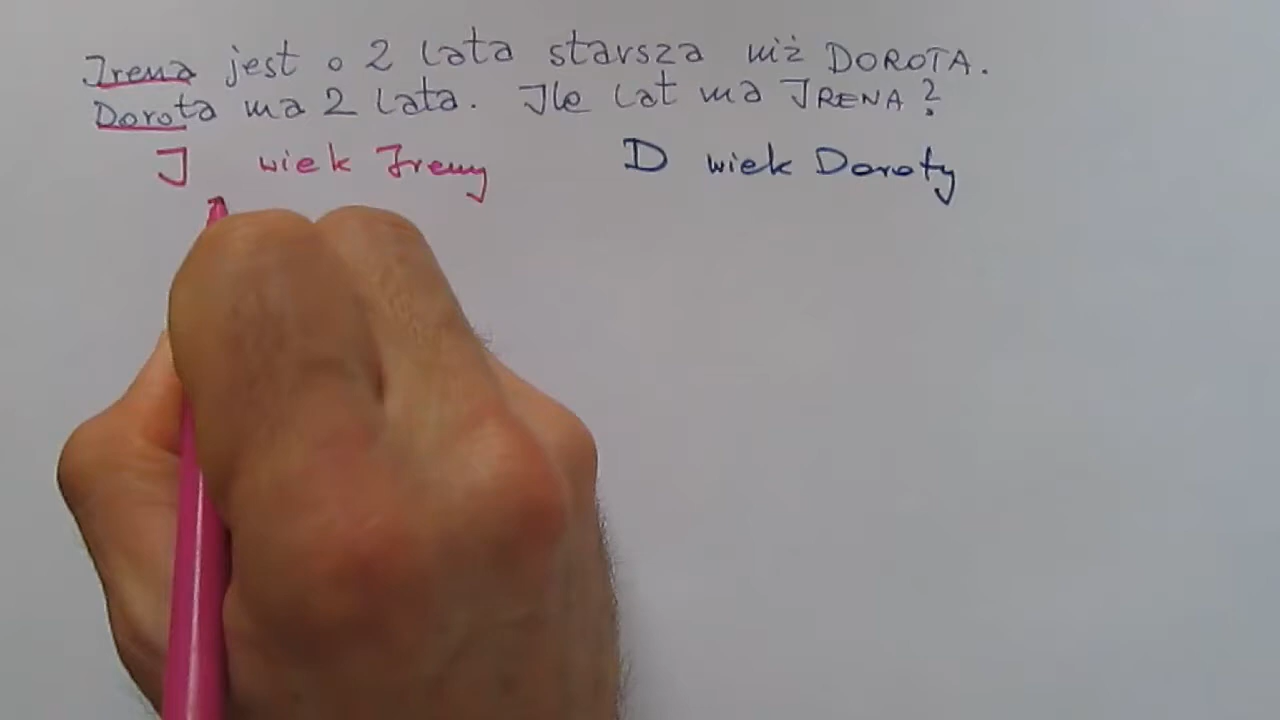 Irena jest o 2 lata starsza niż DOROTA.
Dorota ma 2 lata. Ile lat ma IRENA?
I wiek Ireny D wiek Doroty